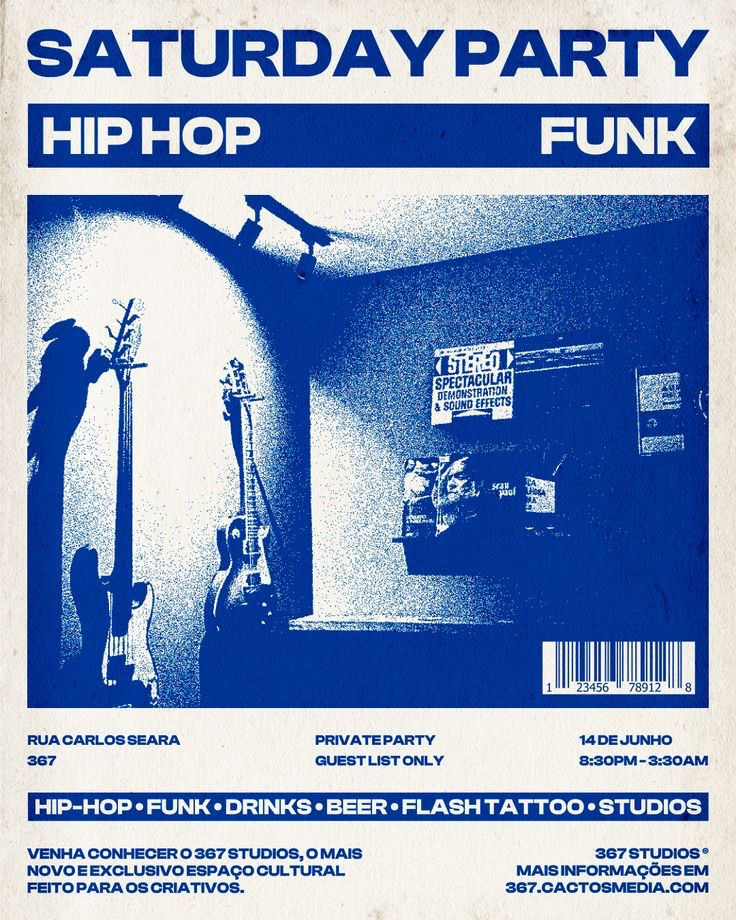 SATURDAY PARTY
HIP HOP FUNK
STEREO
SPECTACULAR
DEMONSTRATION
& SOUND EFFECTS
sean
paul
1 23456 78912 8
RUA CARLOS SEARA
367
PRIVATE PARTY
GUEST LIST ONLY
14 DE JUNHO
8:30PM - 3:30AM
HIP-HOP • FUNK • DRINKS • BEER • FLASH TATTOO • STUDIOS
VENHA CONHECER O 367 STUDIOS, O MAIS
NOVO E EXCLUSIVO ESPAÇO CULTURAL
FEITO PARA OS CRIATIVOS.
367 STUDIOS ®
MAIS INFORMAÇÕES EM
367.CACTOSMEDIA.COM